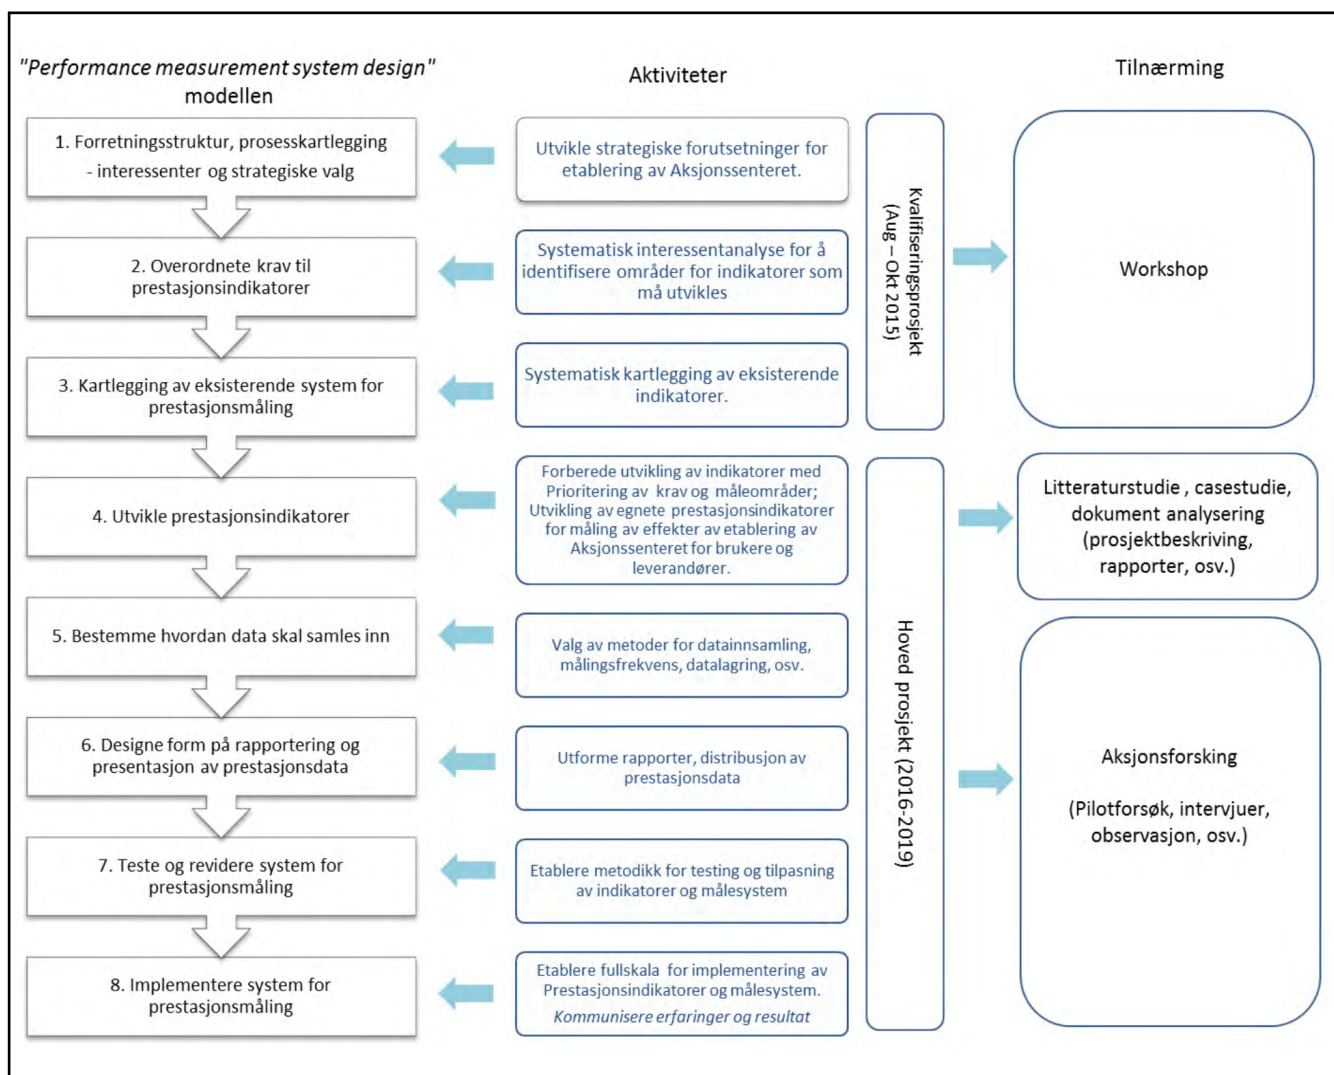 "Performance measurement system design"
modellen
Aktiviteter
Tilnærming
1. Forretningsstruktur, prosesskartlegging
- interessenter og strategiske valg
2. Overordnete krav til
prestasjonsindikatorer
3. Kartlegging av eksisterende system for
prestasjonsmåling
4. Utvikle prestasjonsindikatorer
5. Bestemme hvordan data skal samles inn
6. Designe form på rapportering og
presentasjon av prestasjonsdata
7. Teste og revidere system for
prestasjonsmåling
8. Implementere system for
prestasjonsmåling
Utvikle strategiske forutsetninger for
etablering av Aksjonssenteret.
Systematisk interessentanalyse for å
identifisere områder for indikatorer som
må utvikles
Systematisk kartlegging av eksisterende
indikatorer.
Forberede utvikling av indikatorer med
Prioritering av krav og måleområder;
Utvikling av egnete prestasjonsindikatorer
for måling av effekter av etablering av
Aksjonssenteret for brukere og
leverandører.
Valg av metoder for datainnsamling,
målingsfrekvens, datalagring, osv.
Utforme rapporter, distribusjon av
prestasjonsdata
Etablere metodikk for testing og tilpasning
av indikatorer og målesystem
Etablere fullskala for implementering av
Prestasjonsindikatorer og målesystem.
Kommunisere erfaringer og resultat
Kvalifiseringsprosjekt
(Aug – Okt 2015)
Hoved prosjekt (2016-2019)
Workshop
Litteraturstudie , casestudie,
dokument analysering
(prosjektbeskriving,
rapporter, osv.)
Aksjonsforsking
(Pilotforsøk, intervjuer,
observasjon, osv.)